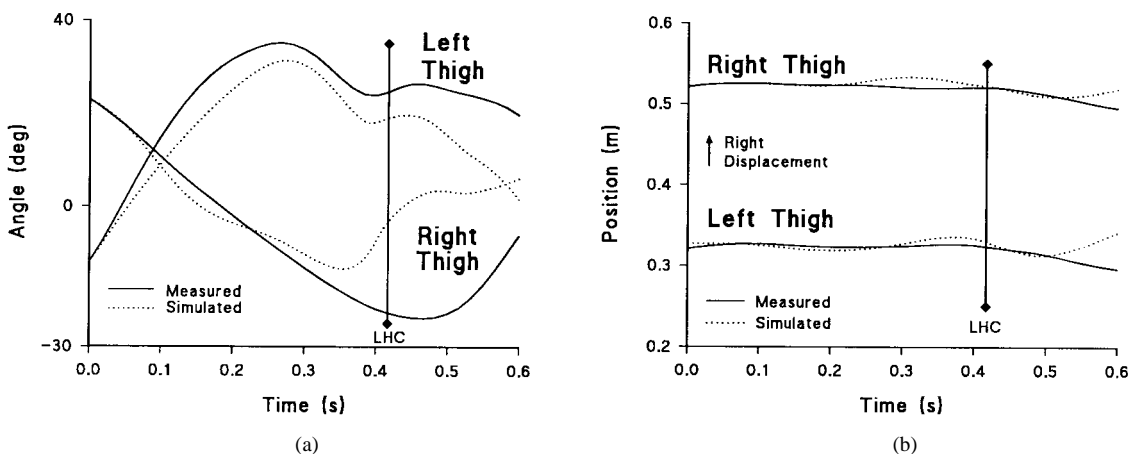 40
Left
Thigh
Angle (deg)
0
Right
Thigh
Measured
Simulated
-30
LHC
0.0 0.1 0.2 0.3 0.4 0.5 0.6
Time (s)
(a)
0.6
Right Thigh
0.5
Right
Displacement
Position (m)
0.4
0.3
Left Thigh
0.3
Measured
Simulated
LHC
0.2
0.0 0.1 0.2 0.3 0.4 0.5 0.6
Time (s)
(b)